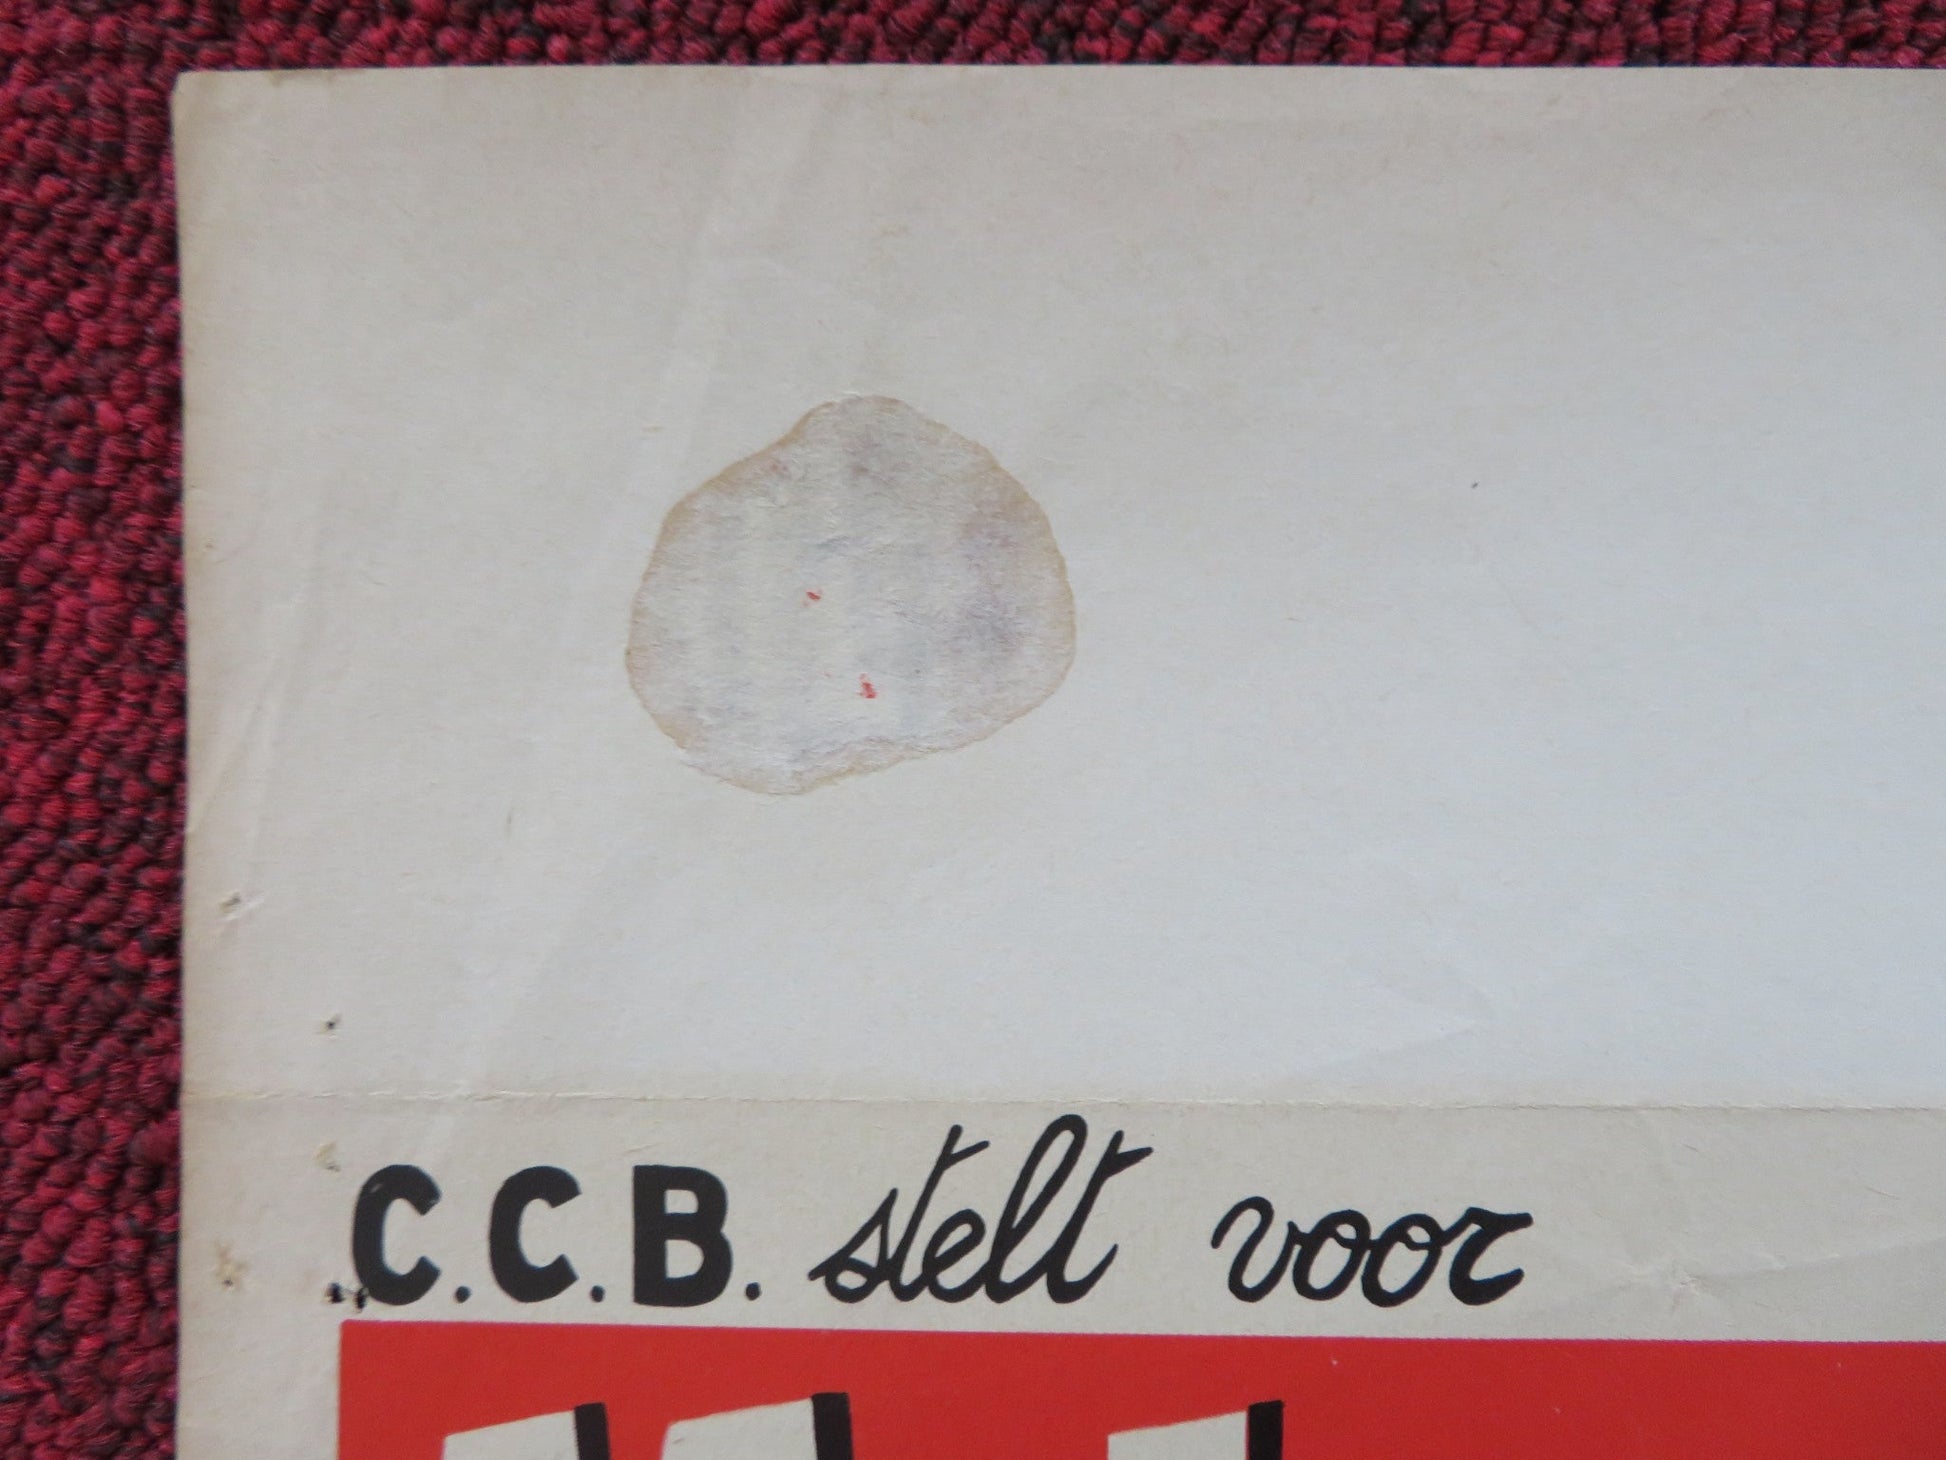 C.C.B. stelt voor